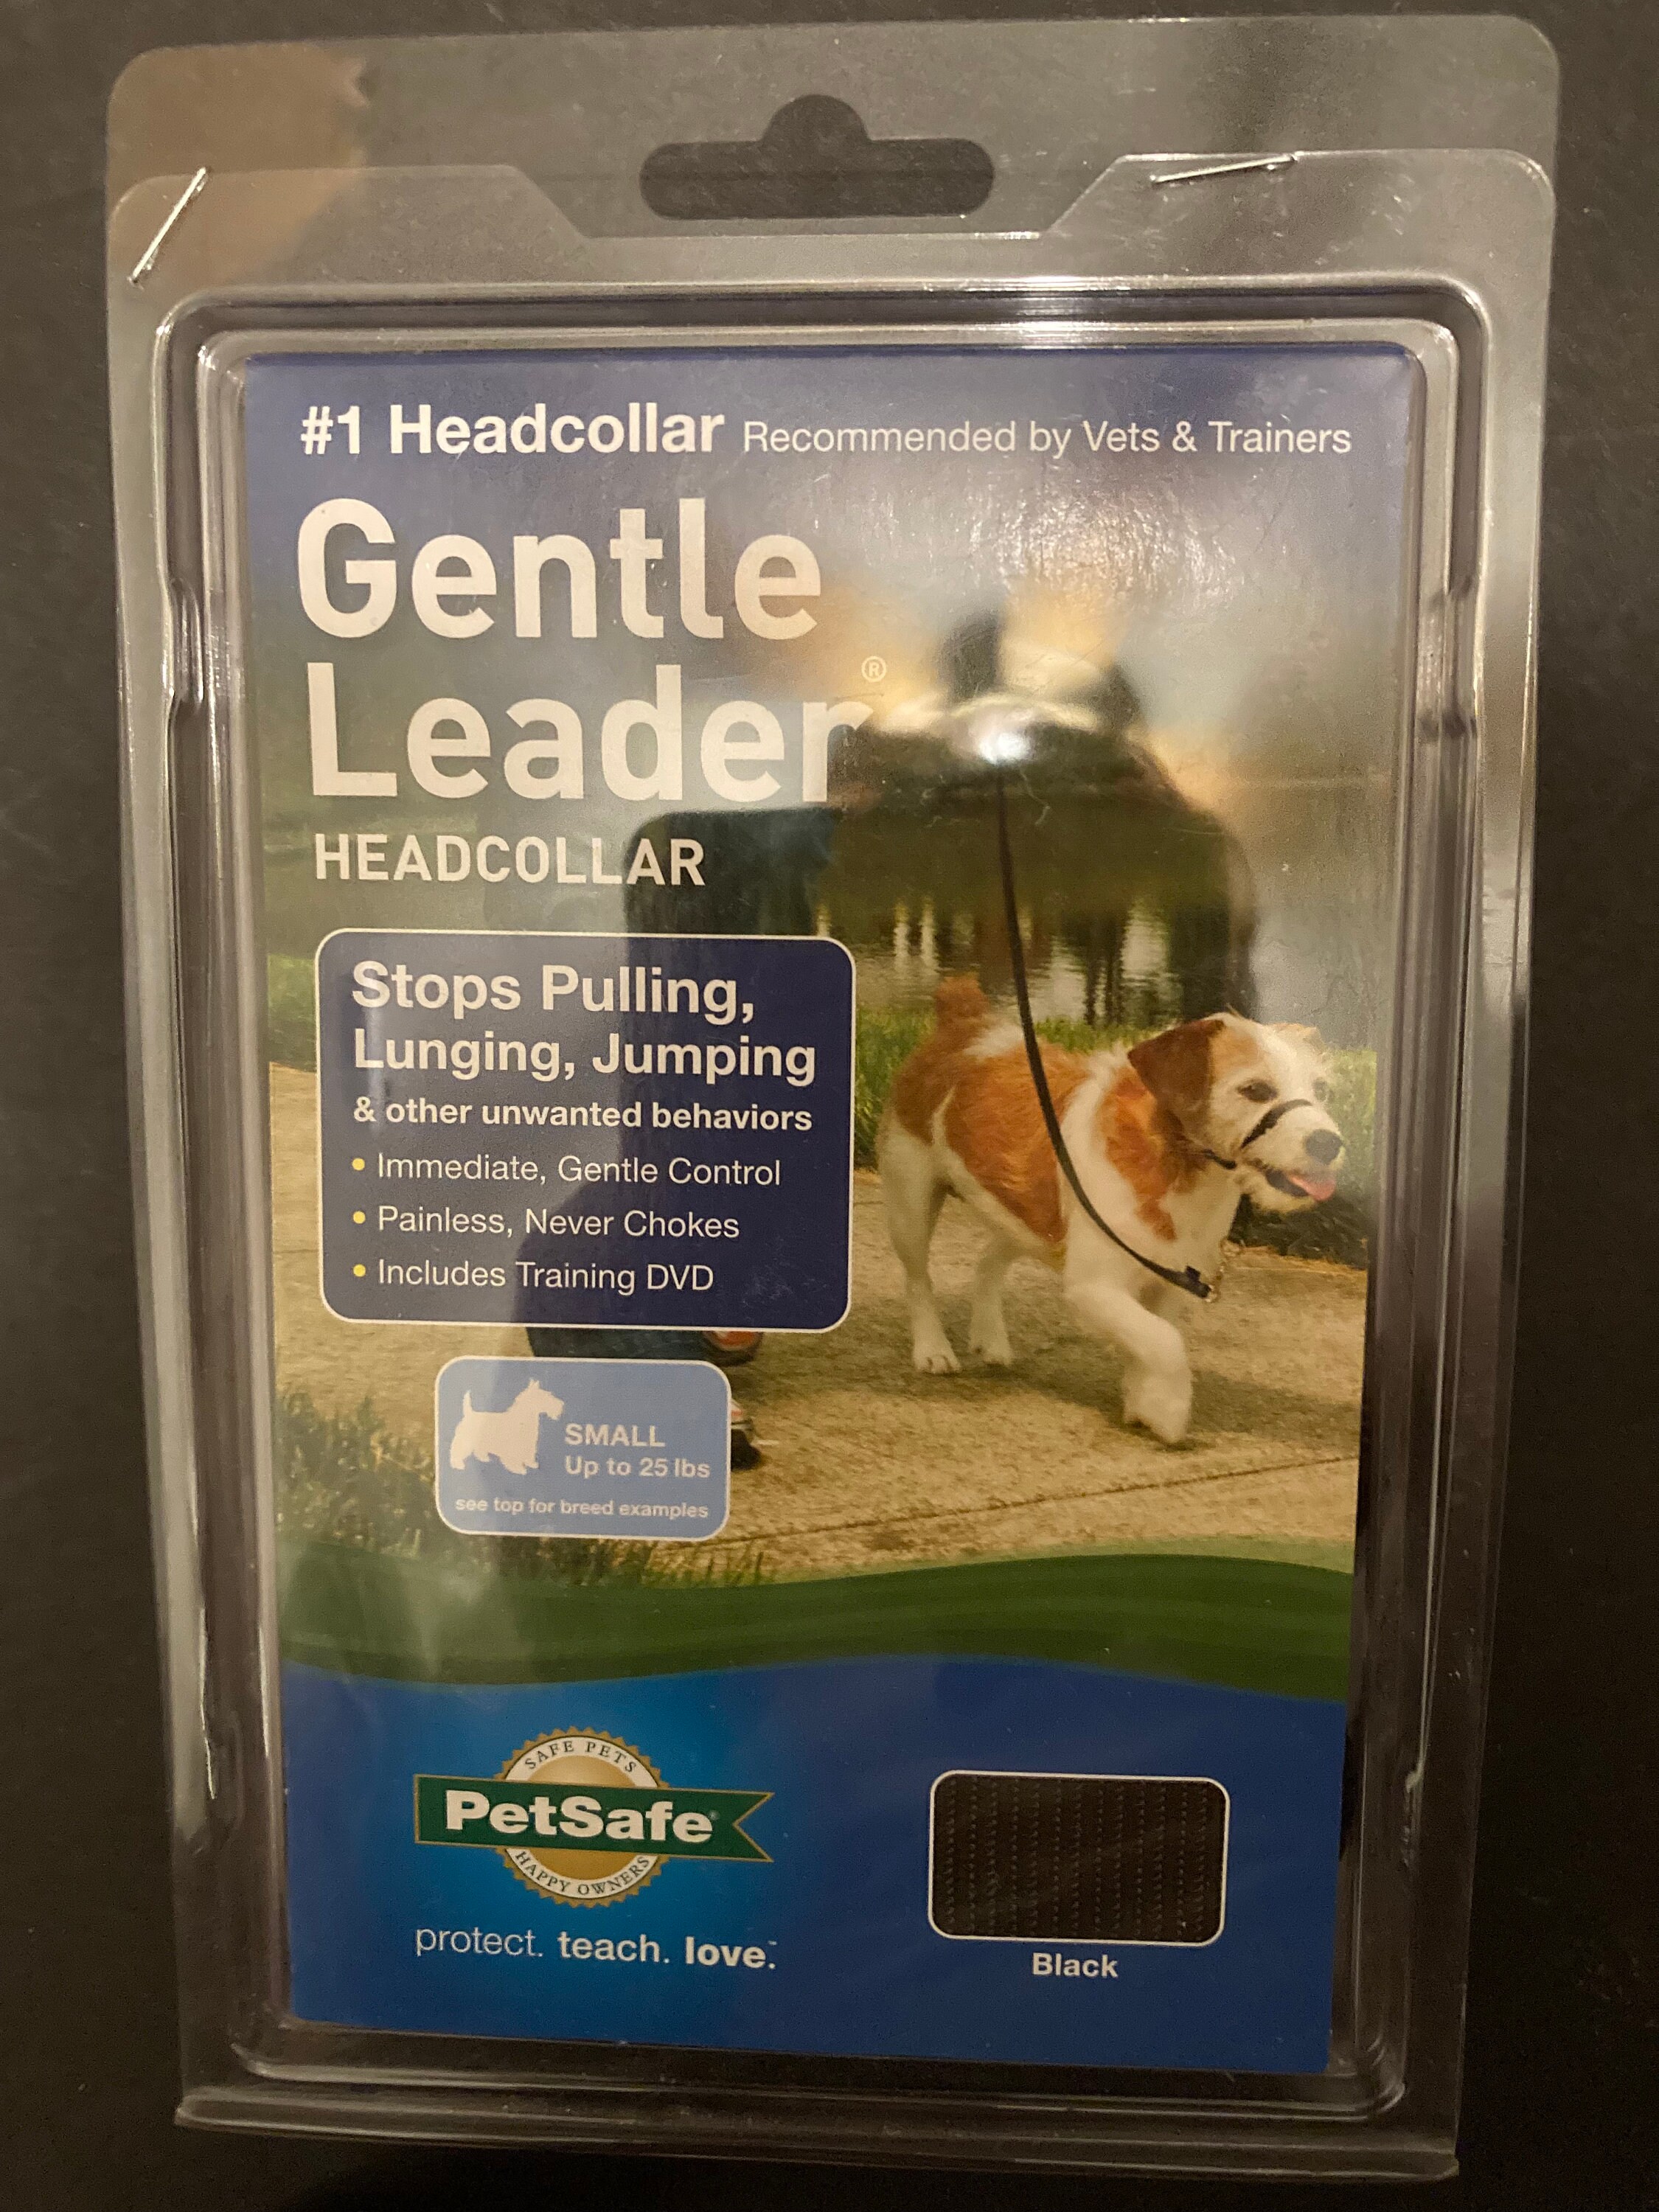 #1 Headcollar Recommended by Vets & Trainers
Gentle
Leader®
HEADCOLLAR
Stops Pulling,
Lunging, Jumping
& other unwanted behaviors
• Immediate, Gentle Control
• Painless, Never Chokes
• Includes Training DVD
SMALL
Up to 25 lbs
see top for breed examples
SAFE PETS
PetSafe®
HAPPY OWNERS
protect. teach. love.™
Black